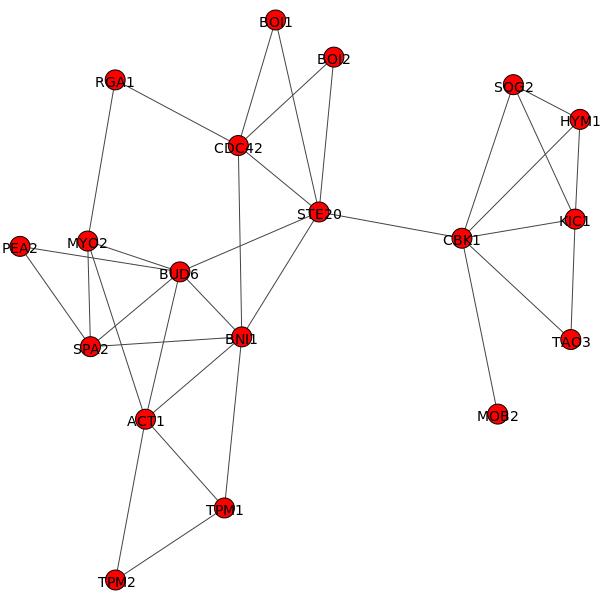 BOI1
BOI2
RGA1
SOG2
HYM1
CDC42
STE20
KIC1
CBK1
PEA2
MYO2
BUD6
SPA2
BNI1
TAO3
MOB2
ACT1
TPM1
TPM2